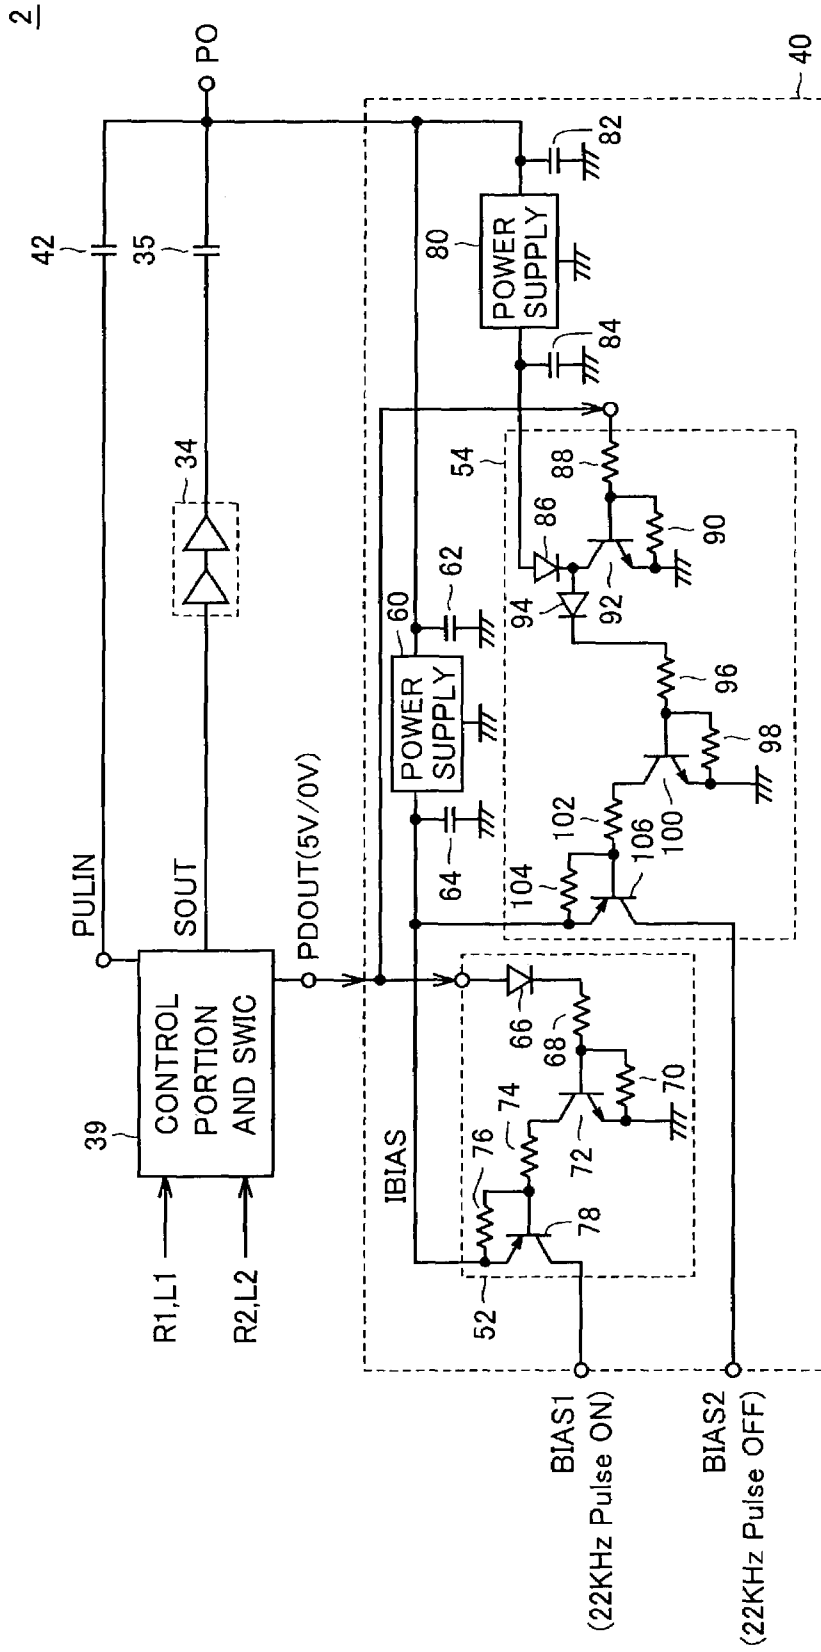 2
PO
42
35
34
PULIN
SOUT
PDOUT(5V/0V)
39
CONTROL
PORTION
AND SWIC
R1,L1
R2,L2
40
82
80
POWER
SUPPLY
84
54
88
86
90
92
94
60
62
POWER
SUPPLY
64
96
98
100
102
104
106
IBIAS
66
68
70
72
74
76
78
52
BIAS1
(22KHz Pulse ON)
BIAS2
(22KHz Pulse OFF)